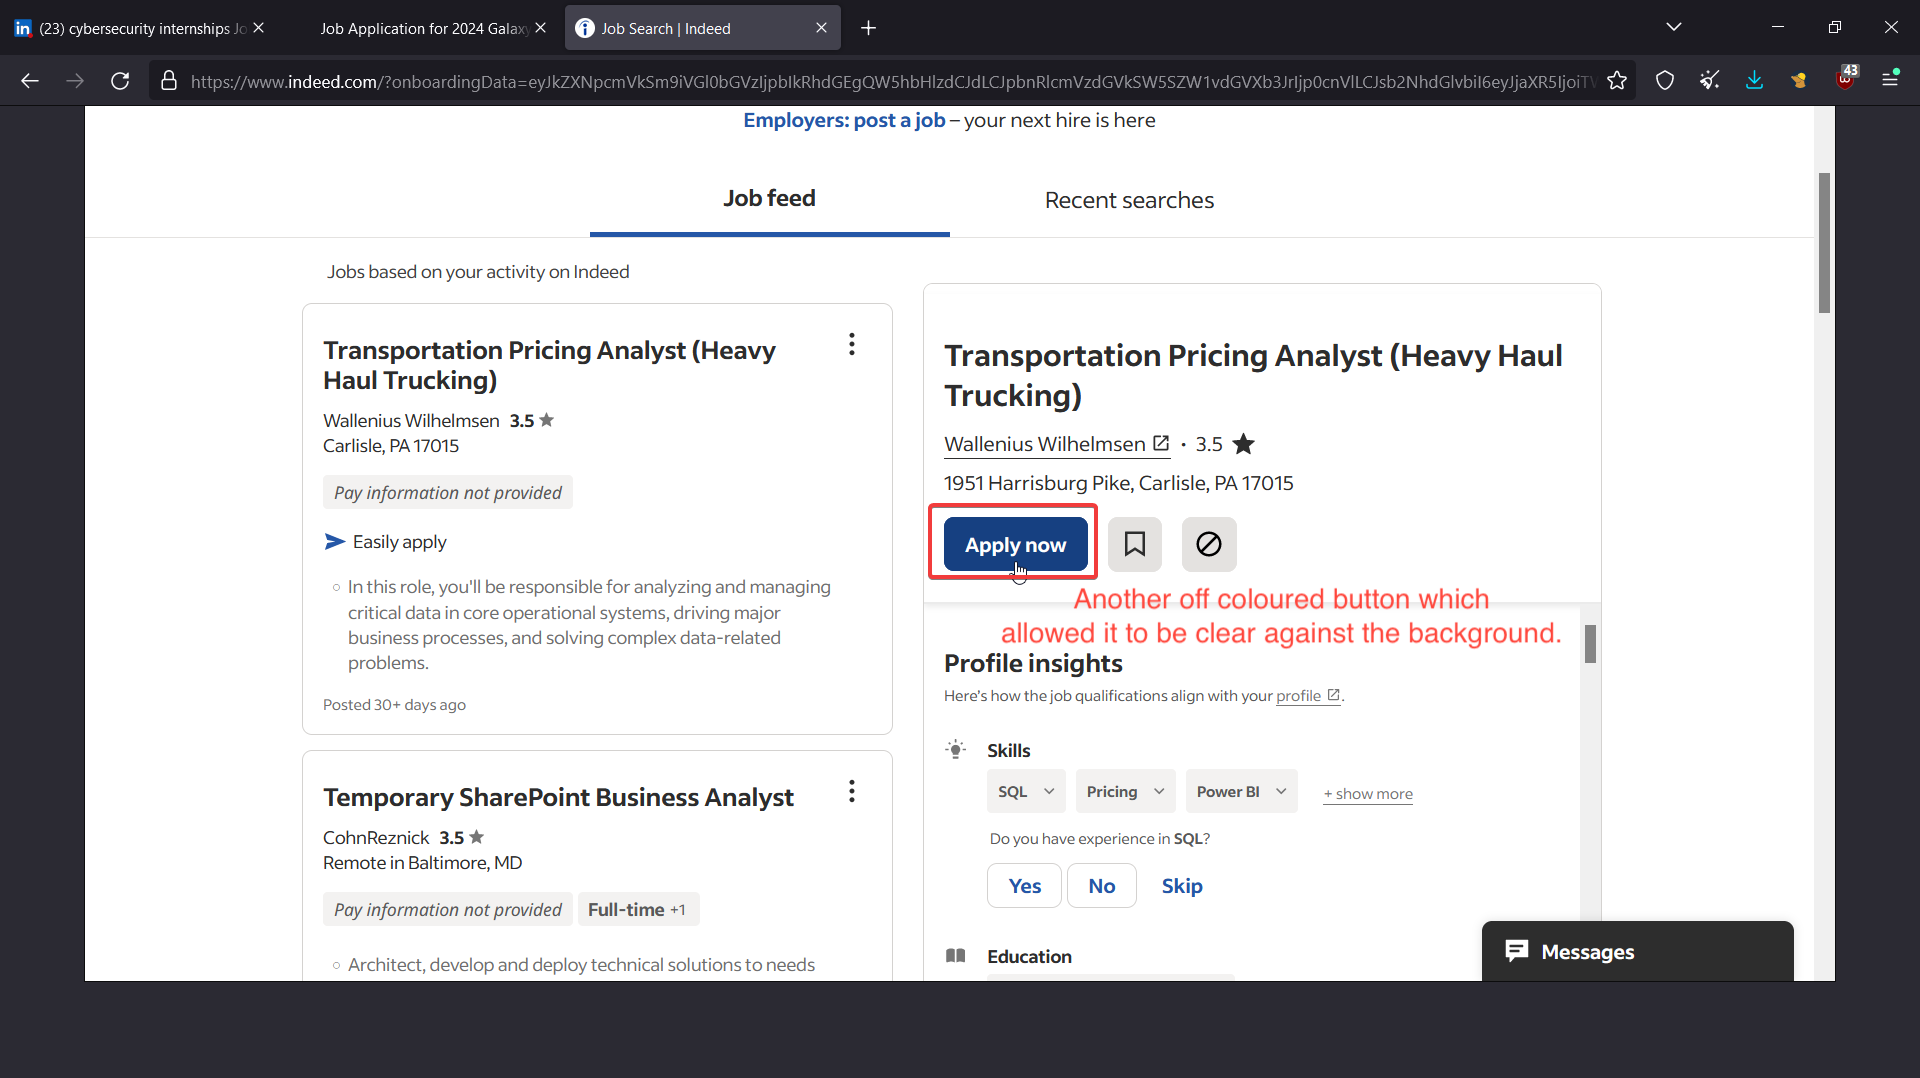 (23) cybersecurity internships Jo
Job Application for 2024 Galaxy
Job Search | Indeed
43
Employers: post a job – your next hire is here
Job feed
Recent searches
Jobs based on your activity on Indeed
Transportation Pricing Analyst (Heavy
Haul Trucking)
Wallenius Wilhelmsen 3.5
Carlisle, PA 17015
Pay information not provided
Easily apply
In this role, you'll be responsible for analyzing and managing
critical data in core operational systems, driving major
business processes, and solving complex data-related
problems.
Posted 30+ days ago
Temporary SharePoint Business Analyst
CohnReznick 3.5
Remote in Baltimore, MD
Pay information not provided
Full-time +1
Architect, develop and deploy technical solutions to needs
Transportation Pricing Analyst (Heavy Haul
Trucking)
Wallenius Wilhelmsen · 3.5
1951 Harrisburg Pike, Carlisle, PA 17015
Apply now
Another off coloured button which
allowed it to be clear against the background.
Profile insights
Here's how the job qualifications align with your profile.
Skills
SQL
Pricing
Power BI
+ show more
Do you have experience in SQL?
Yes
No
Skip
Education
Messages